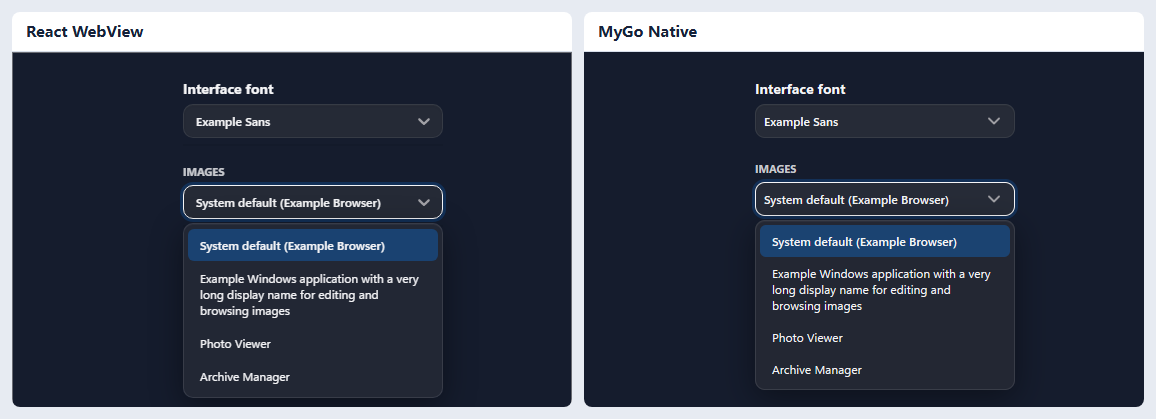 React WebView
Interface font
Example Sans
IMAGES
System default (Example Browser)
System default (Example Browser)
Example Windows application with a very
long display name for editing and
browsing images
Photo Viewer
Archive Manager
MyGo Native
Interface font
Example Sans
IMAGES
System default (Example Browser)
System default (Example Browser)
Example Windows application with a very
long display name for editing and
browsing images
Photo Viewer
Archive Manager